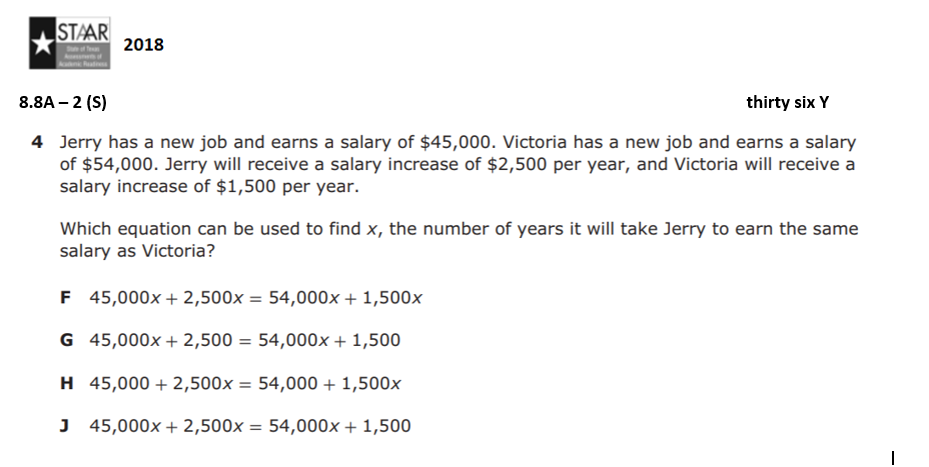 STAAR
State of Texas
Assessments of
Academic Readiness
2018
8.8A – 2 (S)
thirty six Y
4 Jerry has a new job and earns a salary of $45,000. Victoria has a new job and earns a salary
of $54,000. Jerry will receive a salary increase of $2,500 per year, and Victoria will receive a
salary increase of $1,500 per year.
Which equation can be used to find x, the number of years it will take Jerry to earn the same
salary as Victoria?
F 45,000x + 2,500x = 54,000x + 1,500x
G 45,000x + 2,500 = 54,000x + 1,500
H 45,000 + 2,500x = 54,000 + 1,500x
J 45,000x + 2,500x = 54,000x + 1,500